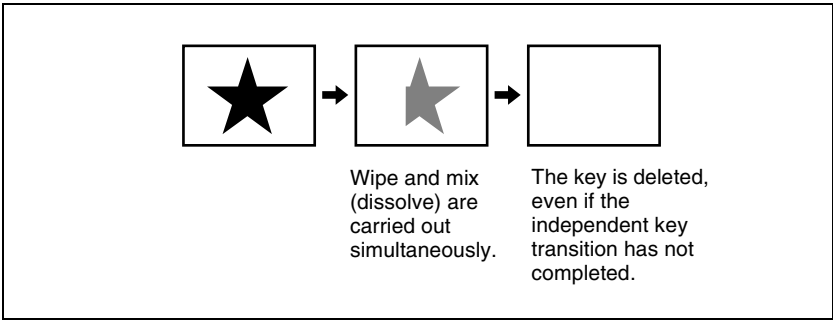 Wipe and mix
(dissolve) are
carried out
simultaneously.
The key is deleted,
even if the
independent key
transition has not
completed.